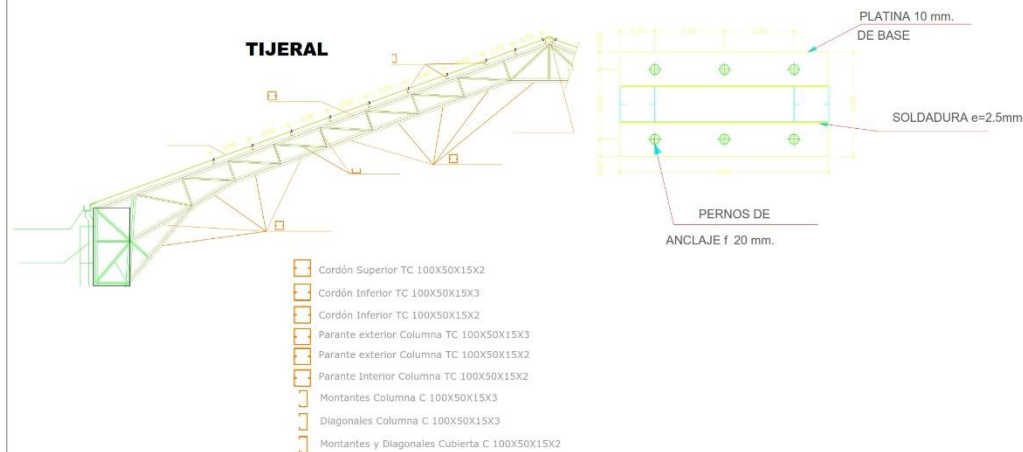 TIJERAL
PLATINA 10 mm.
DE BASE
SOLDADURA e=2.5mm
PERNOS DE
ANCLAJE f 20 mm.
Cordón Superior TC 100X50X15X2
Cordón Inferior TC 100X50X15X3
Cordón Inferior TC 100X50X15X2
Parante exterior Columna TC 100X50X15X3
Parante exterior Columna TC 100X50X15X2
Parante Interior Columna TC 100X50X15X2
Montantes Columna C 100X50X15X3
Diagonales Columna C 100X50X15X3
Montantes y Diagonales Cubierta C 100X50X15X2